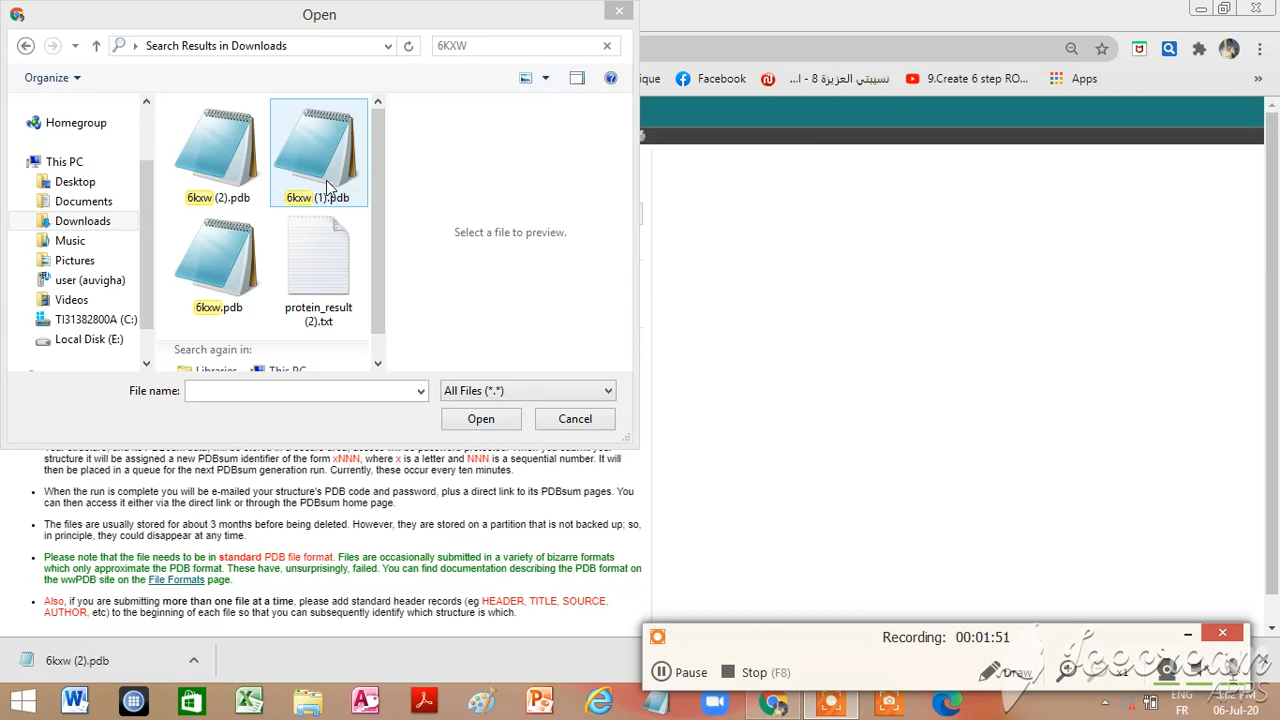 Open
Search Results in Downloads
6KXW
Organize
ique
Facebook
نسيبتي العزيزة 8 - ا...
9.Create 6 step RO...
Apps
Homegroup
This PC
Desktop
Documents
Downloads
Music
Pictures
user (auvigha)
Videos
TI31382800A (C:)
Local Disk (E:)
6kxw (2).pdb
6kxw (1).pdb
6kxw.pdb
protein_result
(2).txt
Search again in:
Libraries
This PC
Select a file to preview.
File name:
All Files (*.*)
Open
Cancel
structure it will be assigned a new PDBsum identifier of the form xNNN, where x is a letter and NNN is a sequential number. It will
then be placed in a queue for the next PDBsum generation run. Currently, these occur every ten minutes.
When the run is complete you will be e-mailed your structure's PDB code and password, plus a direct link to its PDBsum pages. You
can then access it either via the direct link or through the PDBsum home page.
The files are usually stored for about 3 months before being deleted. However, they are stored on a partition that is not backed up; so,
in principle, they could disappear at any time.
Please note that the file needs to be in standard PDB file format. Files are occasionally submitted in a variety of bizarre formats
which only approximate the PDB format. These have, unsurprisingly, failed. You can find documentation describing the PDB format on
the wwPDB site on the File Formats page.
Also, if you are submitting more than one file at a time, please add standard header records (eg HEADER, TITLE, SOURCE,
AUTHOR, etc) to the beginning of each file so that you can subsequently identify which structure is which.
6kxw (2).pdb
Recording: 00:01:51
Pause
Stop (F8)
Draw
x1
Icecream
APPS
ENG
FR
06-Jul-20